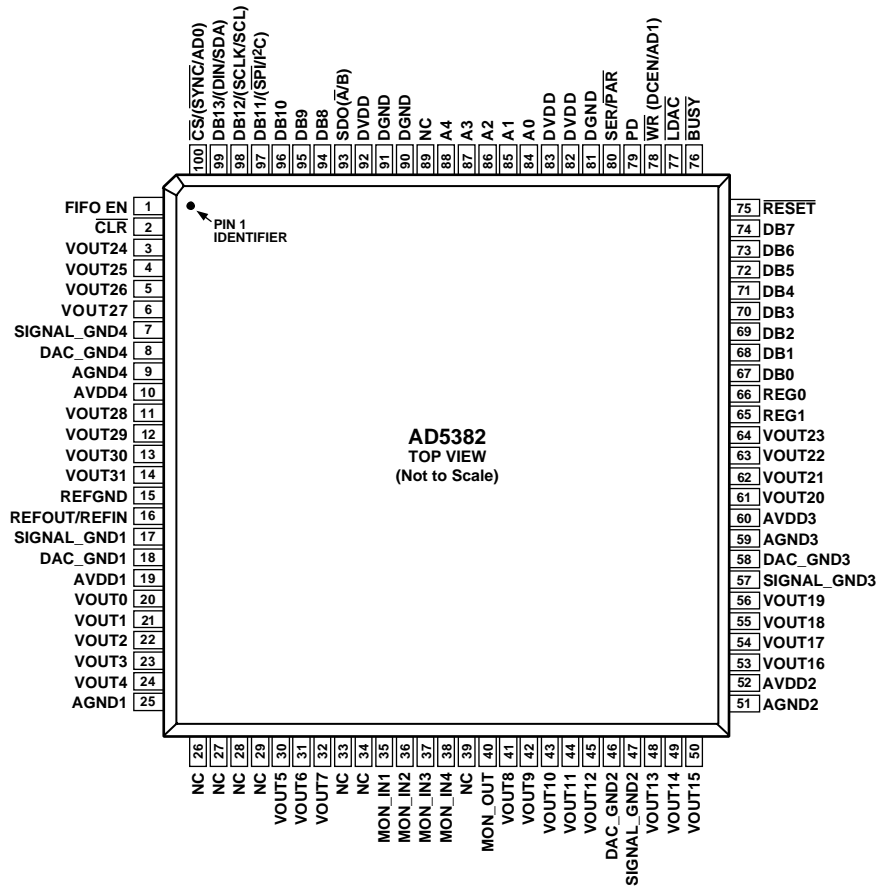 100 C̅S̅/(S̅Y̅N̅C̅/AD0)
99 DB13/(DIN/SDA)
98 DB12/(SCLK/SCL)
97 DB11/(S̅P̅I̅/I²C)
96 DB10
95 DB9
94 DB8
93 SDO(A̅/B)
92 DVDD
91 DGND
90 DGND
89 NC
88 A4
87 A3
86 A2
85 A1
84 A0
83 DVDD
82 DVDD
81 DGND
80 SER/P̅A̅R̅
79 PD
78 W̅R̅ (DCEN/AD1)
77 L̅D̅A̅C̅
76 B̅U̅S̅Y̅
FIFO EN 1
C̅L̅R̅ 2
VOUT24 3
VOUT25 4
VOUT26 5
VOUT27 6
SIGNAL_GND4 7
DAC_GND4 8
AGND4 9
AVDD4 10
VOUT28 11
VOUT29 12
VOUT30 13
VOUT31 14
REFGND 15
REFOUT/REFIN 16
SIGNAL_GND1 17
DAC_GND1 18
AVDD1 19
VOUT0 20
VOUT1 21
VOUT2 22
VOUT3 23
VOUT4 24
AGND1 25
PIN 1
IDENTIFIER
AD5382
TOP VIEW
(Not to Scale)
75 R̅E̅S̅E̅T̅
74 DB7
73 DB6
72 DB5
71 DB4
70 DB3
69 DB2
68 DB1
67 DB0
66 REG0
65 REG1
64 VOUT23
63 VOUT22
62 VOUT21
61 VOUT20
60 AVDD3
59 AGND3
58 DAC_GND3
57 SIGNAL_GND3
56 VOUT19
55 VOUT18
54 VOUT17
53 VOUT16
52 AVDD2
51 AGND2
NC 26
NC 27
NC 28
NC 29
VOUT5 30
VOUT6 31
VOUT7 32
NC 33
NC 34
MON_IN1 35
MON_IN2 36
MON_IN3 37
MON_IN4 38
NC 39
MON_OUT 40
VOUT8 41
VOUT9 42
VOUT10 43
VOUT11 44
VOUT12 45
DAC_GND2 46
SIGNAL_GND2 47
VOUT13 48
VOUT14 49
VOUT15 50